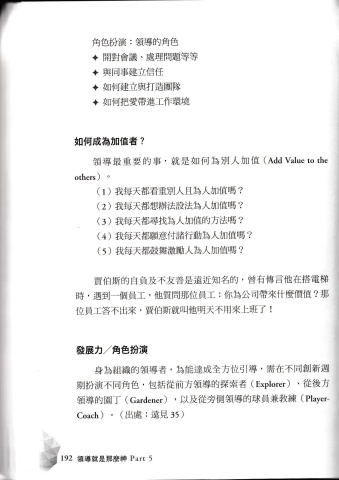 角色扮演：領導的角色
✦ 開對會議、處理問題等等
✦ 與同事建立信任
✦ 如何建立與打造團隊
✦ 如何把愛帶進工作環境
如何成為加值者？
領導最重要的事，就是如何為別人加值（Add Value to the
others）。
（1）我每天都看重別人且為人加值嗎？
（2）我每天都想辦法設法為人加值嗎？
（3）我每天都尋找為人加值的方法嗎？
（4）我每天都願意付諸行動為人加值嗎？
（5）我每天都鼓舞激勵人為人加值嗎？
賈伯斯的自負及不友善是遠近知名的，曾有傳言他在搭電梯
時，遇到一個員工，他質問那位員工：你為公司帶來什麼價值？那
位員工答不出來，賈伯斯就叫他明天不用來上班了！
發展力／角色扮演
身為組織的領導者，為能達成全方位引導，需在不同創新週
期扮演不同角色，包括從前方領導的探索者（Explorer）、從後方
領導的園丁（Gardener），以及從旁側領導的球員兼教練（Player-
Coach）。（出處：遠見 35）
192 領導就是那麼神 Part 5